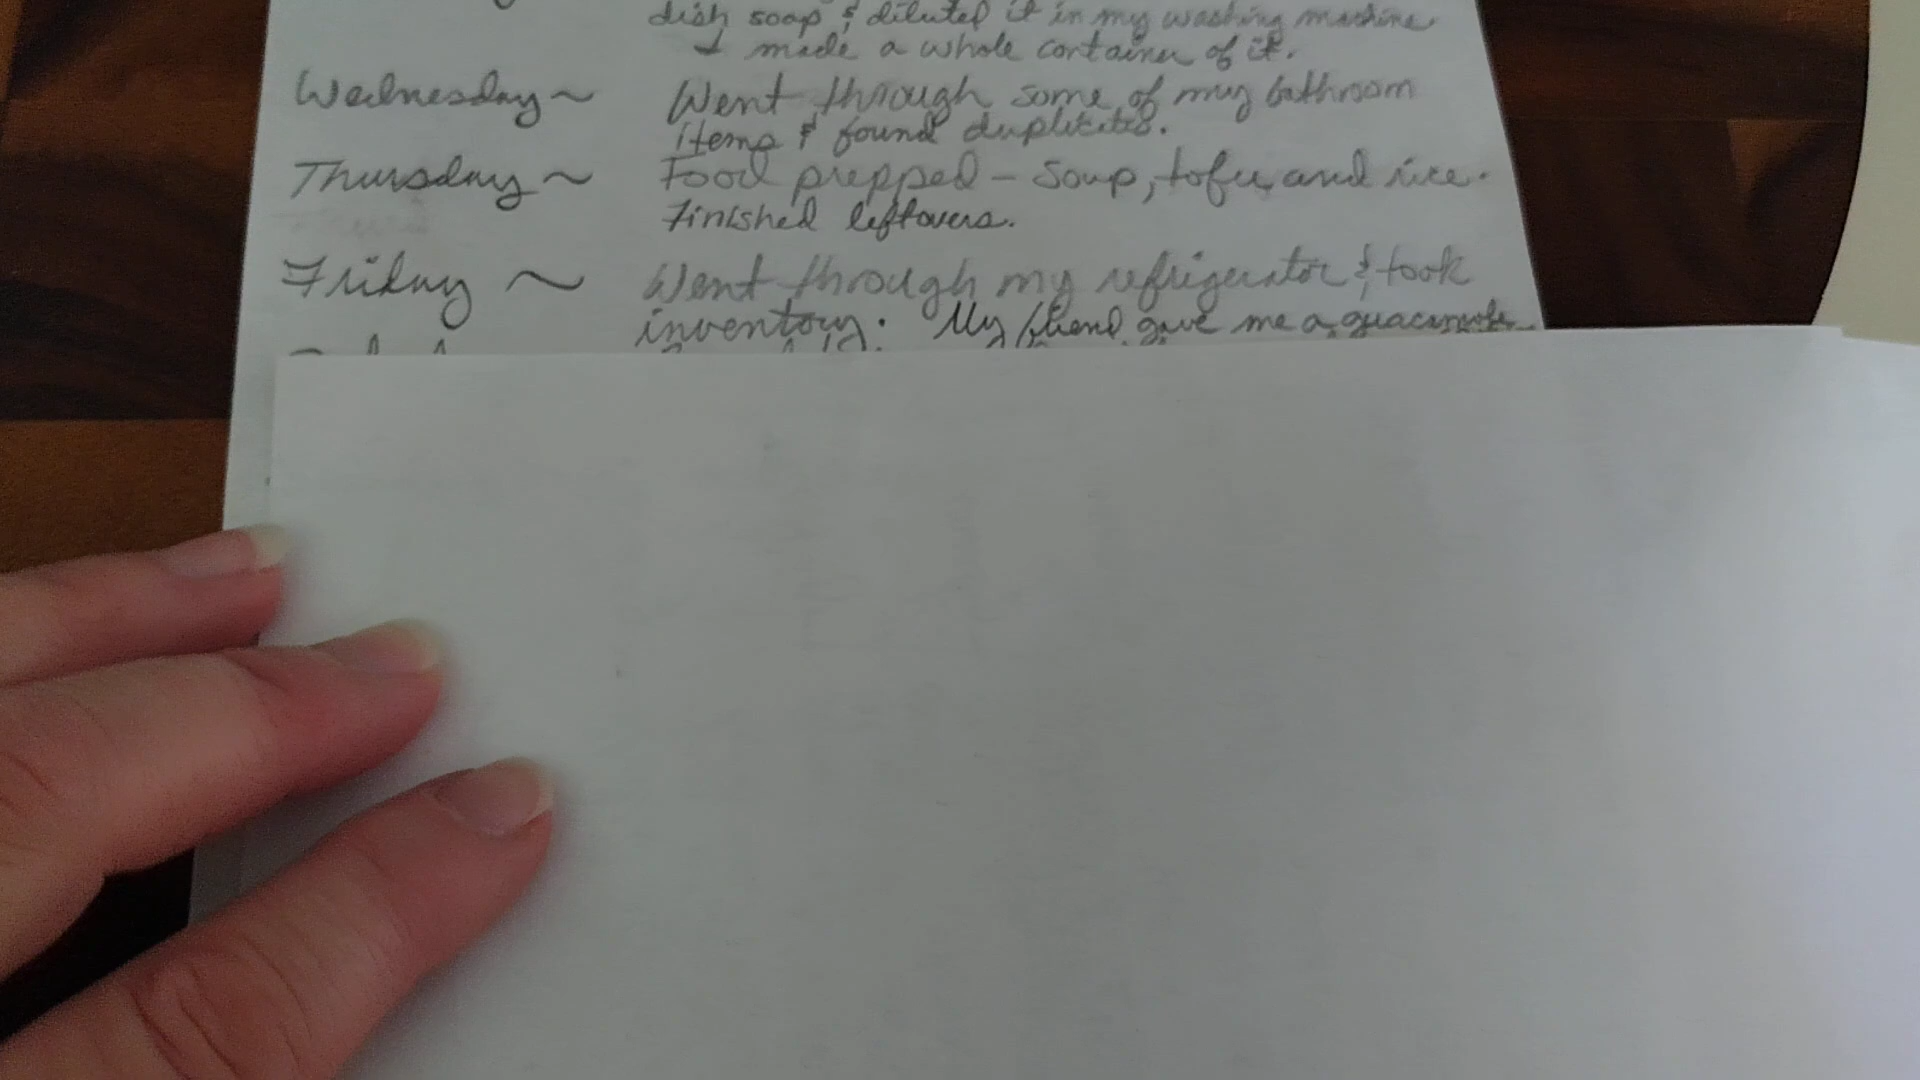 dish soap & diluted it in my washing machine
& made a whole container of it.
Wednesday ~ Went through some of my bathroom
items & found duplicates.
Thursday ~ Food prepped - Soup, tofu, and rice.
Finished leftovers.
Friday ~ Went through my refrigerator & took
inventory. My friend gave me a guacamole